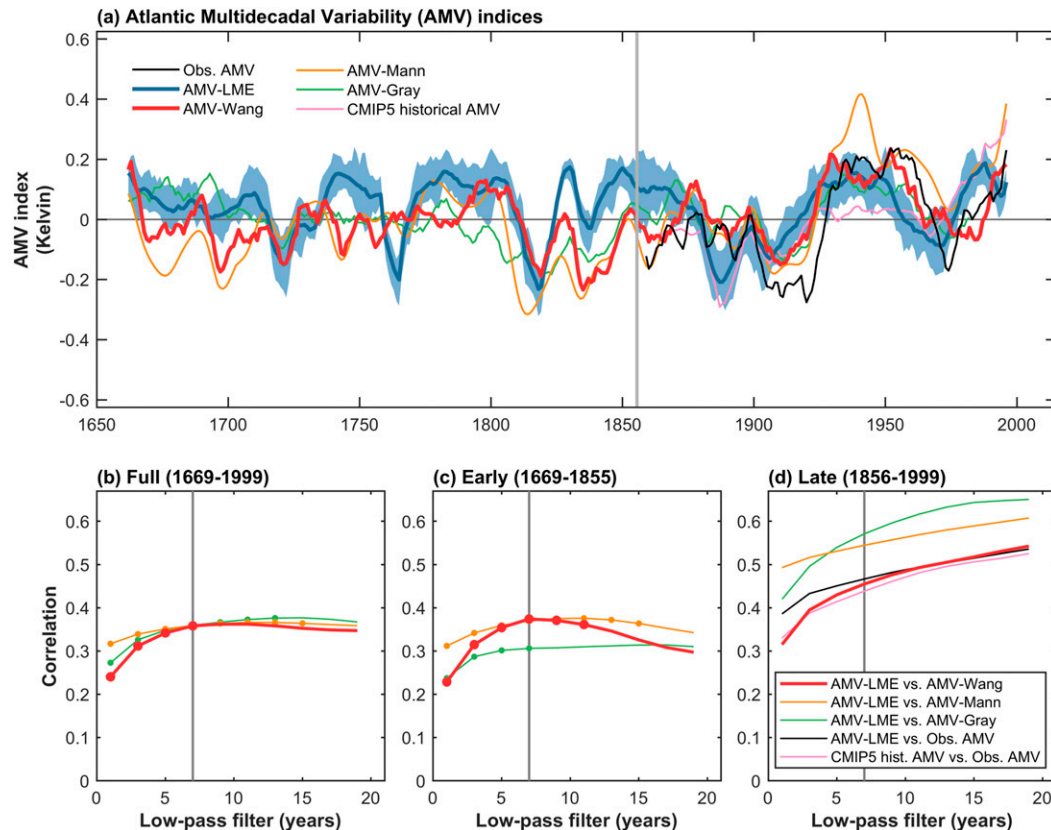 (a) Atlantic Multidecadal Variability (AMV) indices
0.6
0.4
0.2
0
-0.2
-0.4
-0.6
AMV index
(Kelvin)
Obs. AMV
AMV-LME
AMV-Wang
AMV-Mann
AMV-Gray
CMIP5 historical AMV
1650 1700 1750 1800 1850 1900 1950 2000
(b) Full (1669-1999)
0.6
0.5
0.4
0.3
0.2
0.1
0
Correlation
0 5 10 15 20
Low-pass filter (years)
(c) Early (1669-1855)
0.6
0.5
0.4
0.3
0.2
0.1
0
0 5 10 15 20
Low-pass filter (years)
(d) Late (1856-1999)
0.6
0.5
0.4
0.3
0.2
0.1
0
AMV-LME vs. AMV-Wang
AMV-LME vs. AMV-Mann
AMV-LME vs. AMV-Gray
AMV-LME vs. Obs. AMV
CMIP5 hist. AMV vs. Obs. AMV
0 5 10 15 20
Low-pass filter (years)